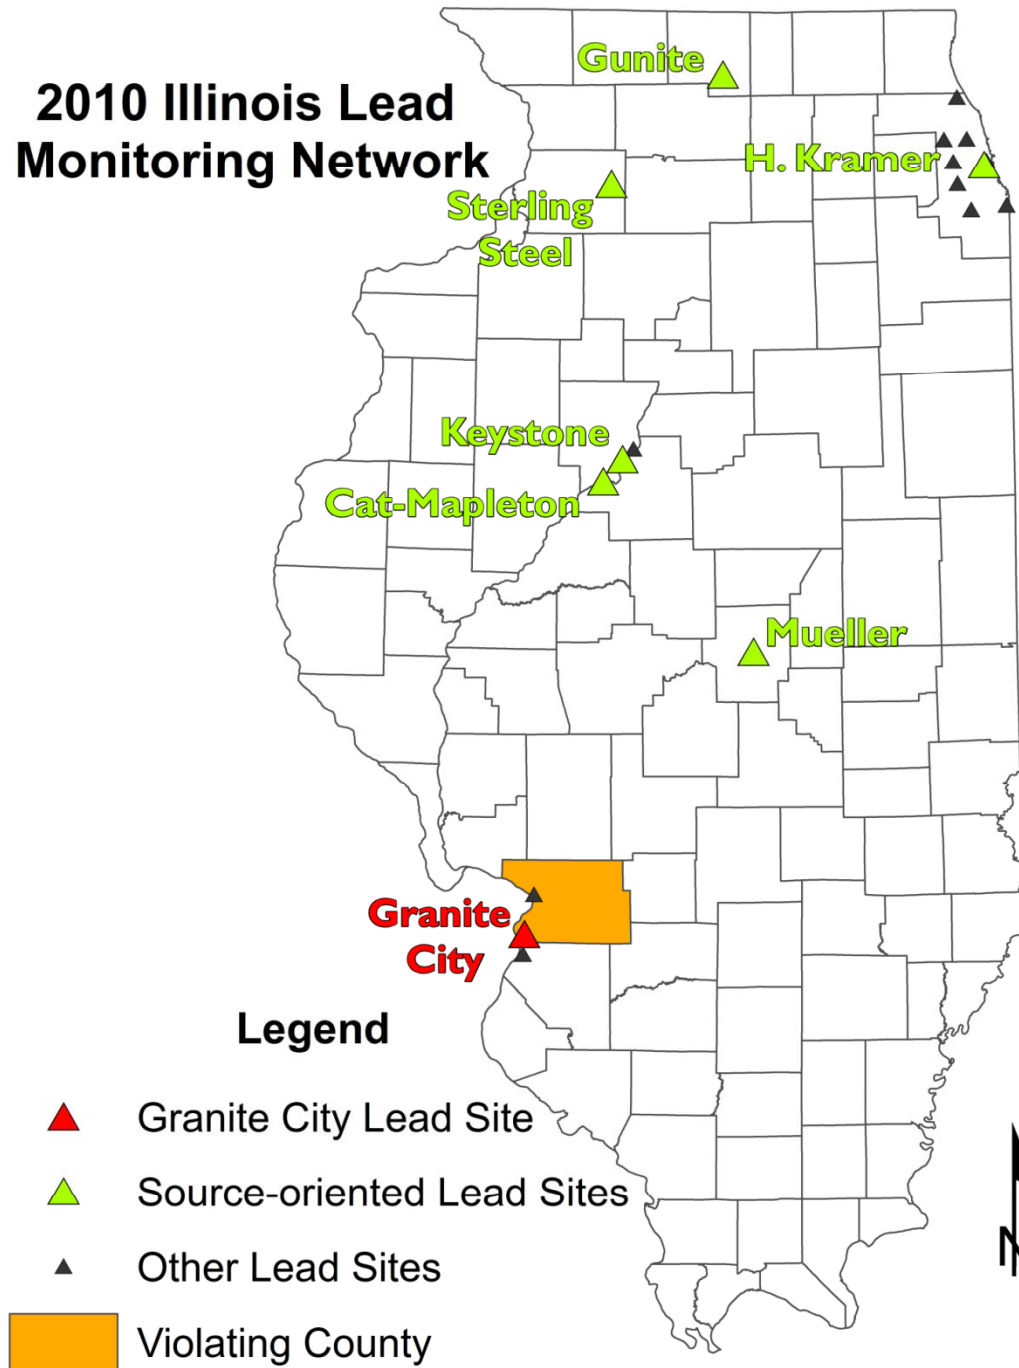 2010 Illinois Lead
Monitoring Network
Gunite
H. Kramer
Sterling
Steel
Keystone
Cat-Mapleton
Mueller
Granite
City
Legend
Granite City Lead Site
Source-oriented Lead Sites
Other Lead Sites
Violating County
N